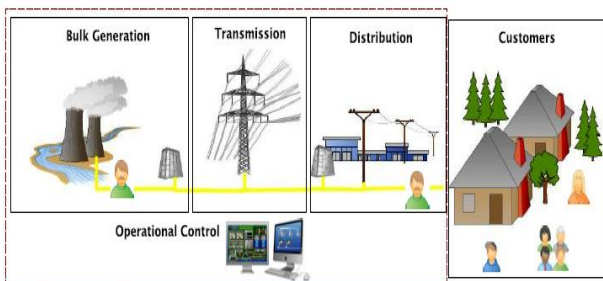 Bulk Generation
Transmission
Distribution
Customers
Operational Control